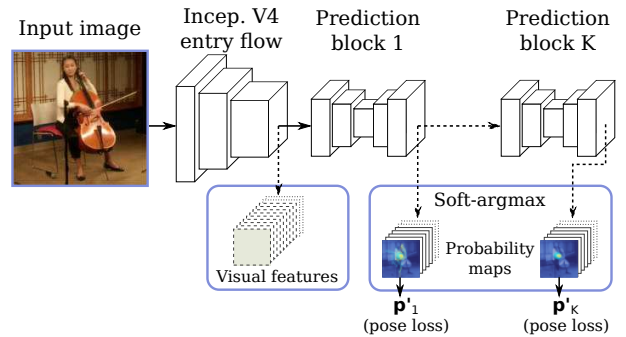 Input image
Incep. V4
entry flow
Prediction
block 1
Prediction
block K
Visual features
Soft-argmax
Probability
maps
p'1
(pose loss)
p'K
(pose loss)